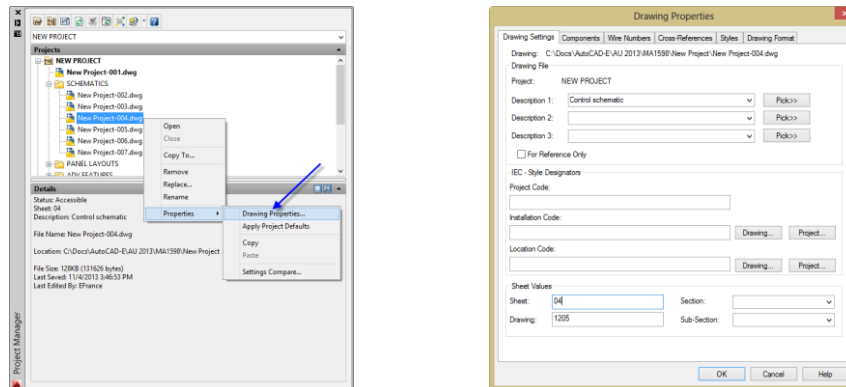 NEW PROJECT
Projects
NEW PROJECT
New Project-001.dwg
SCHEMATICS
New Project-002.dwg
New Project-003.dwg
New Project-004.dwg
New Project-005.dwg
New Project-006.dwg
New Project-007.dwg
PANEL LAYOUTS
ADV FEATURES
Open
Close
Copy To...
Remove
Replace...
Rename
Properties
Drawing Properties...
Apply Project Defaults
Copy
Paste
Settings Compare...
Details
Status: Accessible
Sheet: 04
Description: Control schematic
File Name: New Project-004.dwg
Location: C:\Docs\AutoCAD-E\AU 2013\MA1598\New Project
File Size: 128KB (131626 bytes)
Last Saved: 11/4/2013 3:46:53 PM
Last Edited By: EFrance
Project Manager
Drawing Properties
Drawing Settings Components Wire Numbers Cross-References Styles Drawing Format
Drawing: C:\Docs\AutoCAD-E\AU 2013\MA1598\New Project\New Project-004.dwg
Drawing File
Project: NEW PROJECT
Description 1: Control schematic Pick>>
Description 2: Pick>>
Description 3: Pick>>
For Reference Only
IEC - Style Designators
Project Code:
Installation Code:
Drawing... Project...
Location Code:
Drawing... Project...
Sheet Values
Sheet: 04 Section:
Drawing: 1205 Sub-Section:
OK Cancel Help